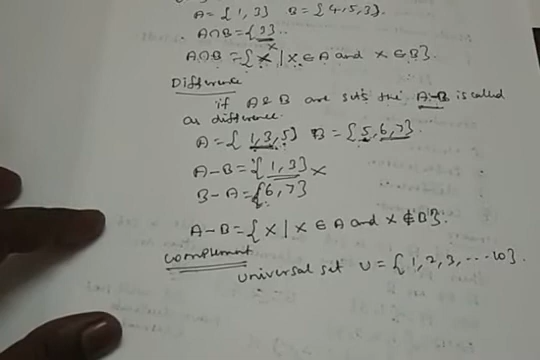 A = {1, 3} B = {4, 5, 3}.
A∩B = {3}.
x
A∩B = {x | x ∈ A and x ∈ B}.
Difference
if A & B are sets the A-B is called
as difference.
A = {1, 3, 5} B = {5, 6, 7}.
A - B = {1, 3} x
B - A = {6, 7}
A - B = {x | x ∈ A and x ∉ B}.
Complement
Universal set U = {1, 2, 3, ... 10}.